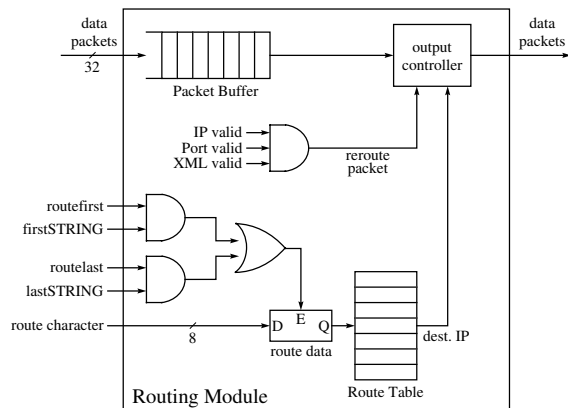 data
packets
32
Packet Buffer
output
controller
data
packets
IP valid
Port valid
XML valid
reroute
packet
routefirst
firstSTRING
routelast
lastSTRING
route character
8
D
E
Q
route data
dest. IP
Route Table
Routing Module